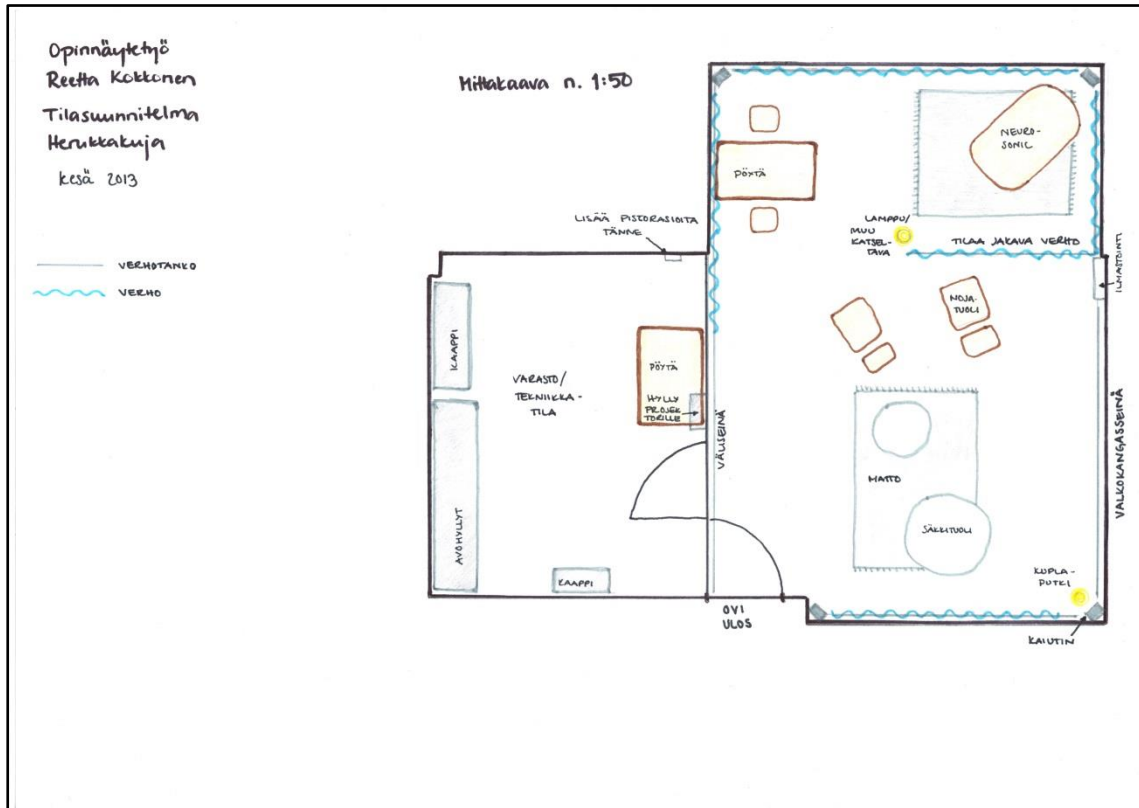 Opinnäytetyö
Reetta Kokkonen
Tilasuunnitelma
Herukkakuja
kesä 2013
Mittakaava n. 1:50
VERHOTANKO
VERHO
LISÄÄ PISTORASIOITA
TÄNNE
PÖYTÄ
NEURO-
SONIC
LAMPPU/
MUU
KATSEL-
TAVA
TILAA JAKAVA VERHO
ILMASTOINTI
NOJA-
TUOLI
KAAPPI
VARASTO/
TEKNIIKKA-
TILA
PÖYTÄ
HYLLY
PROJEK
TORILLE
VÄLISEINÄ
VALKOKANGASSEINÄ
MATTO
SÄKKITUOLI
AVOHYLLYT
KAAPPI
KUPLA-
PUTKI
OVI
ULOS
KAIUTIN